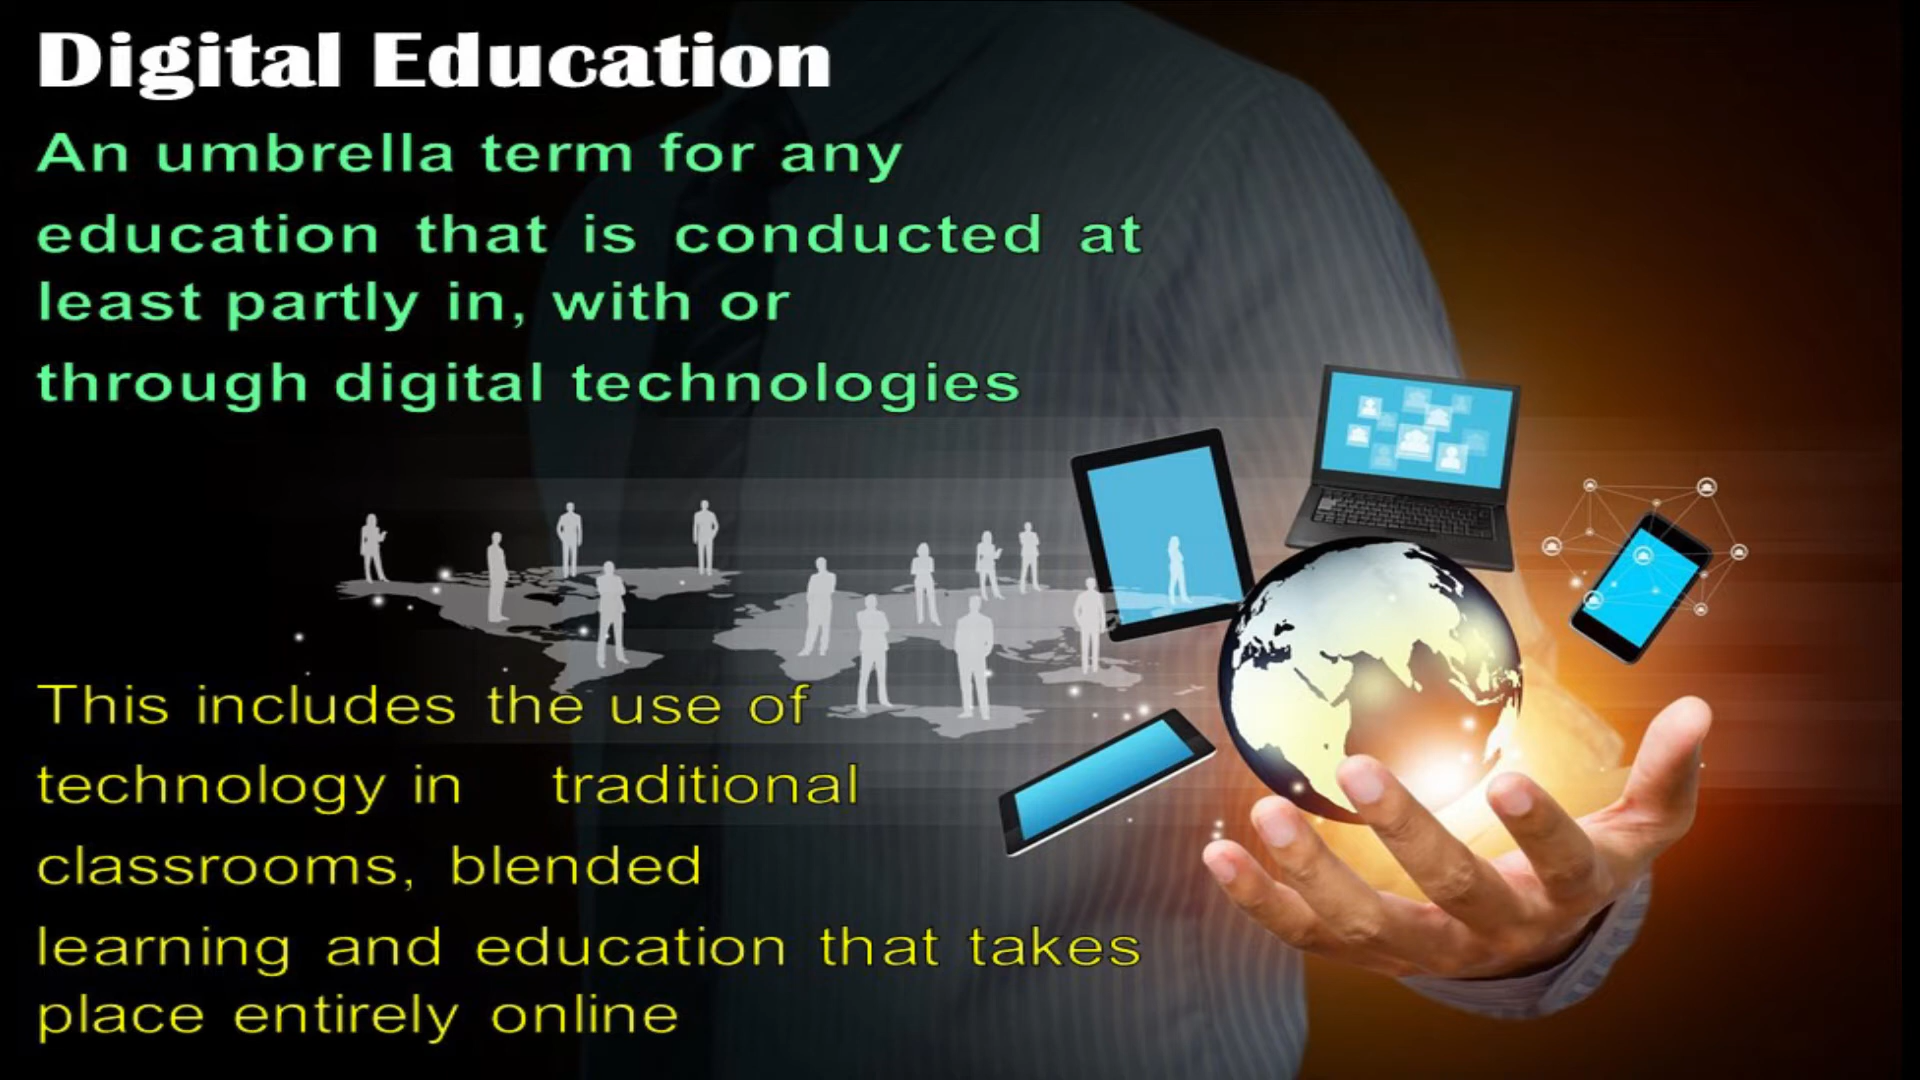 Digital Education
An umbrella term for any
education that is conducted at
least partly in, with or
through digital technologies
This includes the use of
technology in traditional
classrooms, blended
learning and education that takes
place entirely online